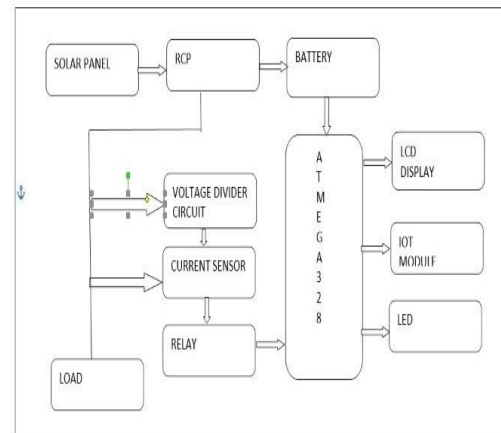 SOLAR PANEL
RCP
BATTERY
VOLTAGE DIVIDER
CIRCUIT
CURRENT SENSOR
RELAY
LOAD
A
T
M
E
G
A
3
2
8
LCD
DISPLAY
IOT
MODULE
LED